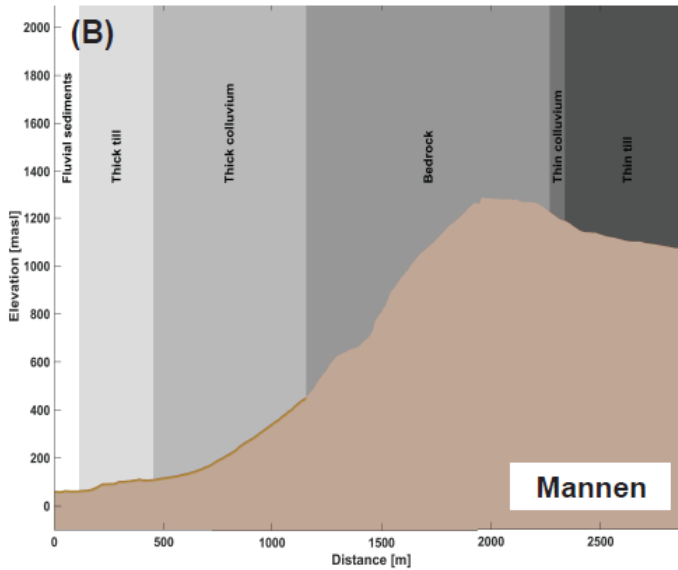 (B)
2000
1800
1600
1400
1200
1000
800
600
400
200
0
Elevation [masl]
Fluvial sediments
Thick till
Thick colluvium
Bedrock
Thin colluvium
Thin till
Mannen
0 500 1000 1500 2000 2500
Distance [m]